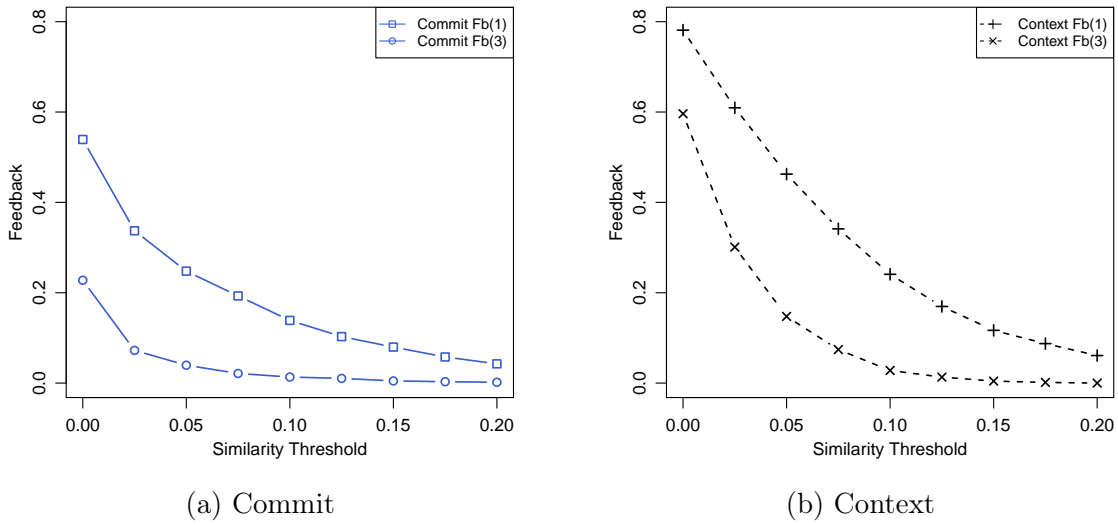 Commit Fb(1)
Commit Fb(3)
0.8
0.6
0.4
0.2
0.0
Feedback
0.00 0.05 0.10 0.15 0.20
Similarity Threshold
(a) Commit
Context Fb(1)
Context Fb(3)
0.8
0.6
0.4
0.2
0.0
Feedback
0.00 0.05 0.10 0.15 0.20
Similarity Threshold
(b) Context